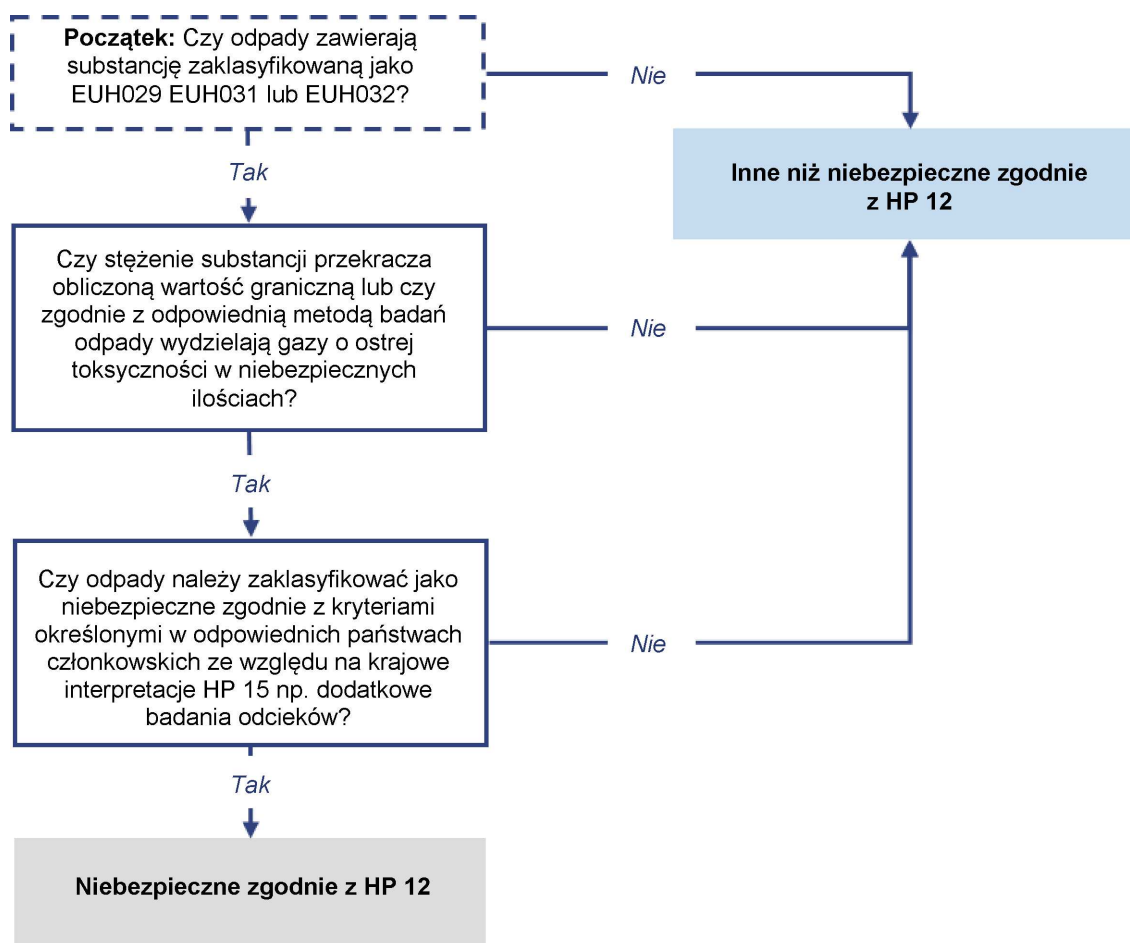 Początek: Czy odpady zawierają
substancję zaklasyfikowaną jako
EUH029 EUH031 lub EUH032?
Nie
Tak
Inne niż niebezpieczne zgodnie
z HP 12
Czy stężenie substancji przekracza
obliczoną wartość graniczną lub czy
zgodnie z odpowiednią metodą badań
odpady wydzielają gazy o ostrej
toksyczności w niebezpiecznych
ilościach?
Nie
Tak
Czy odpady należy zaklasyfikować jako
niebezpieczne zgodnie z kryteriami
określonymi w odpowiednich państwach
członkowskich ze względu na krajowe
interpretacje HP 15 np. dodatkowe
badania odcieków?
Nie
Tak
Niebezpieczne zgodnie z HP 12